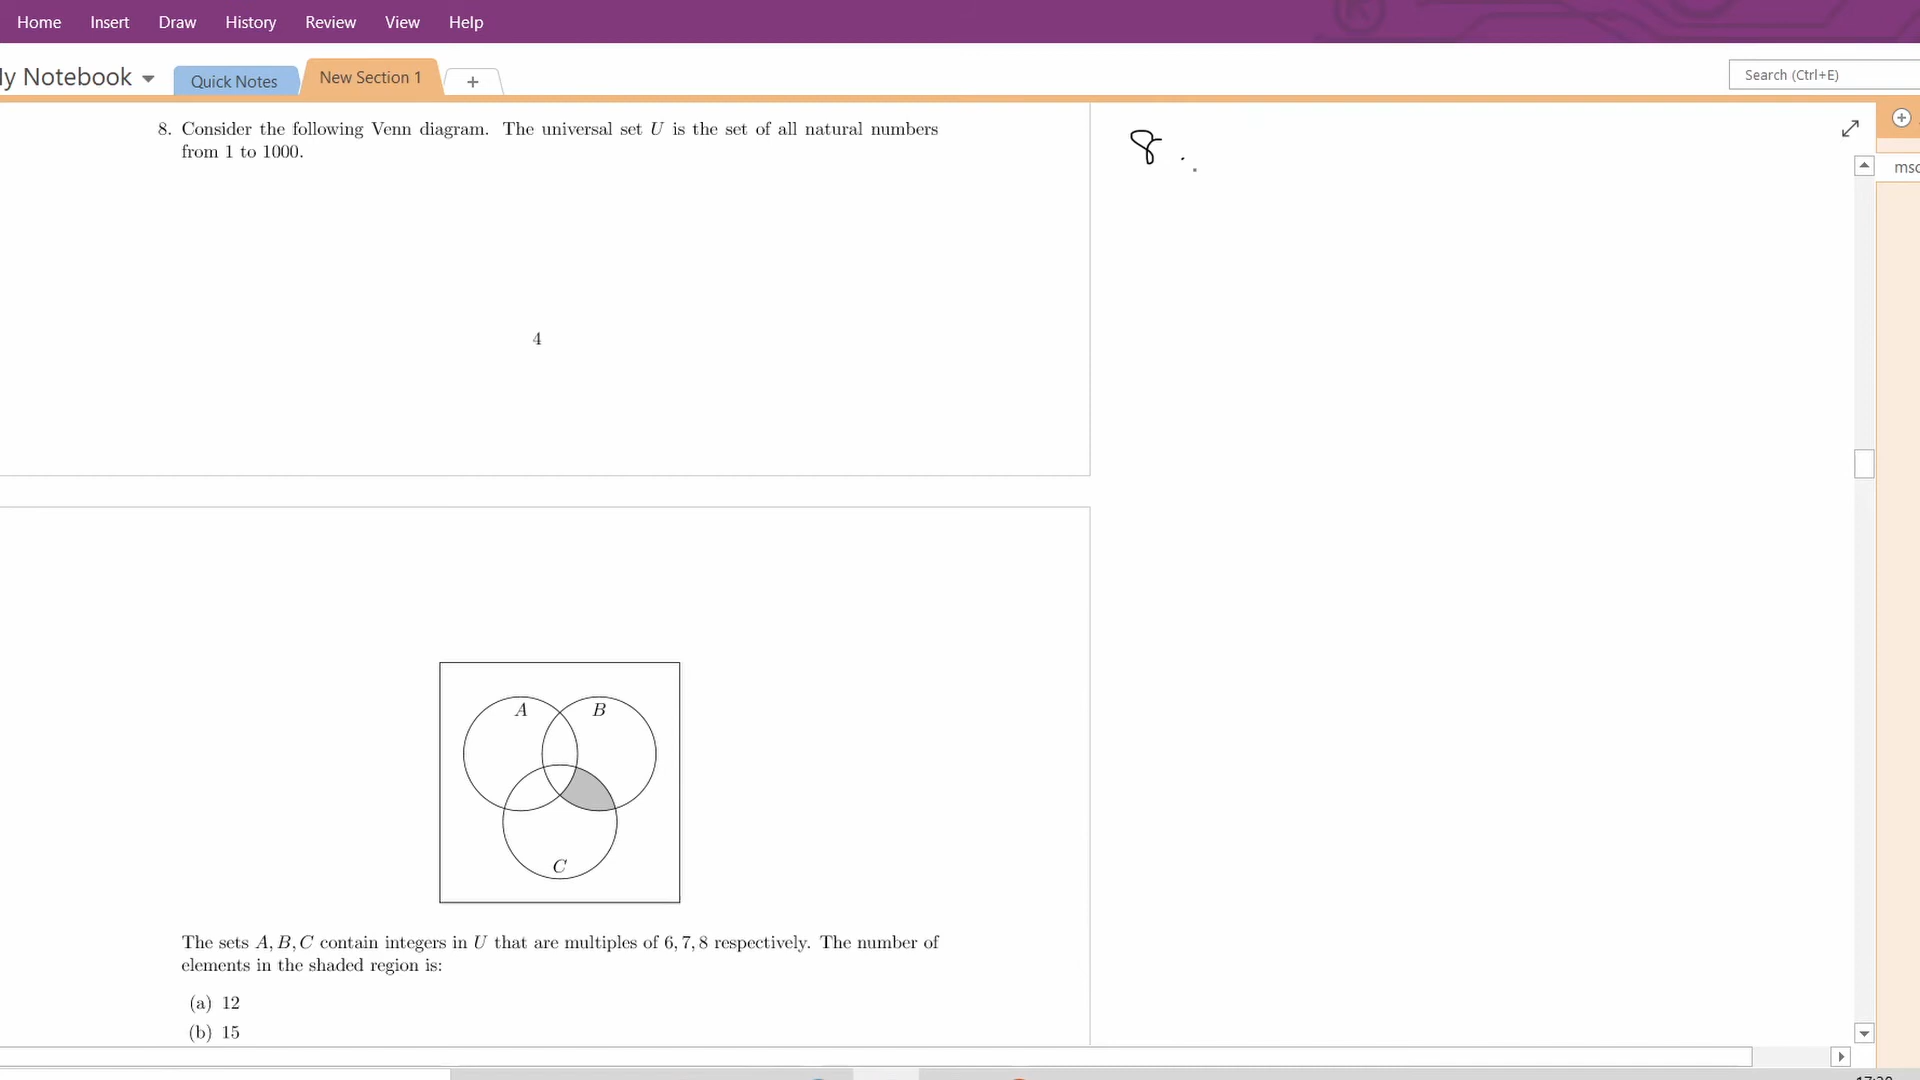 Home Insert Draw History Review View Help
y Notebook Quick Notes New Section 1 +
Search (Ctrl+E)
8. Consider the following Venn diagram. The universal set U is the set of all natural numbers
from 1 to 1000.
8.
msc
4
A B
C
The sets A, B, C contain integers in U that are multiples of 6, 7, 8 respectively. The number of
elements in the shaded region is:
(a) 12
(b) 15